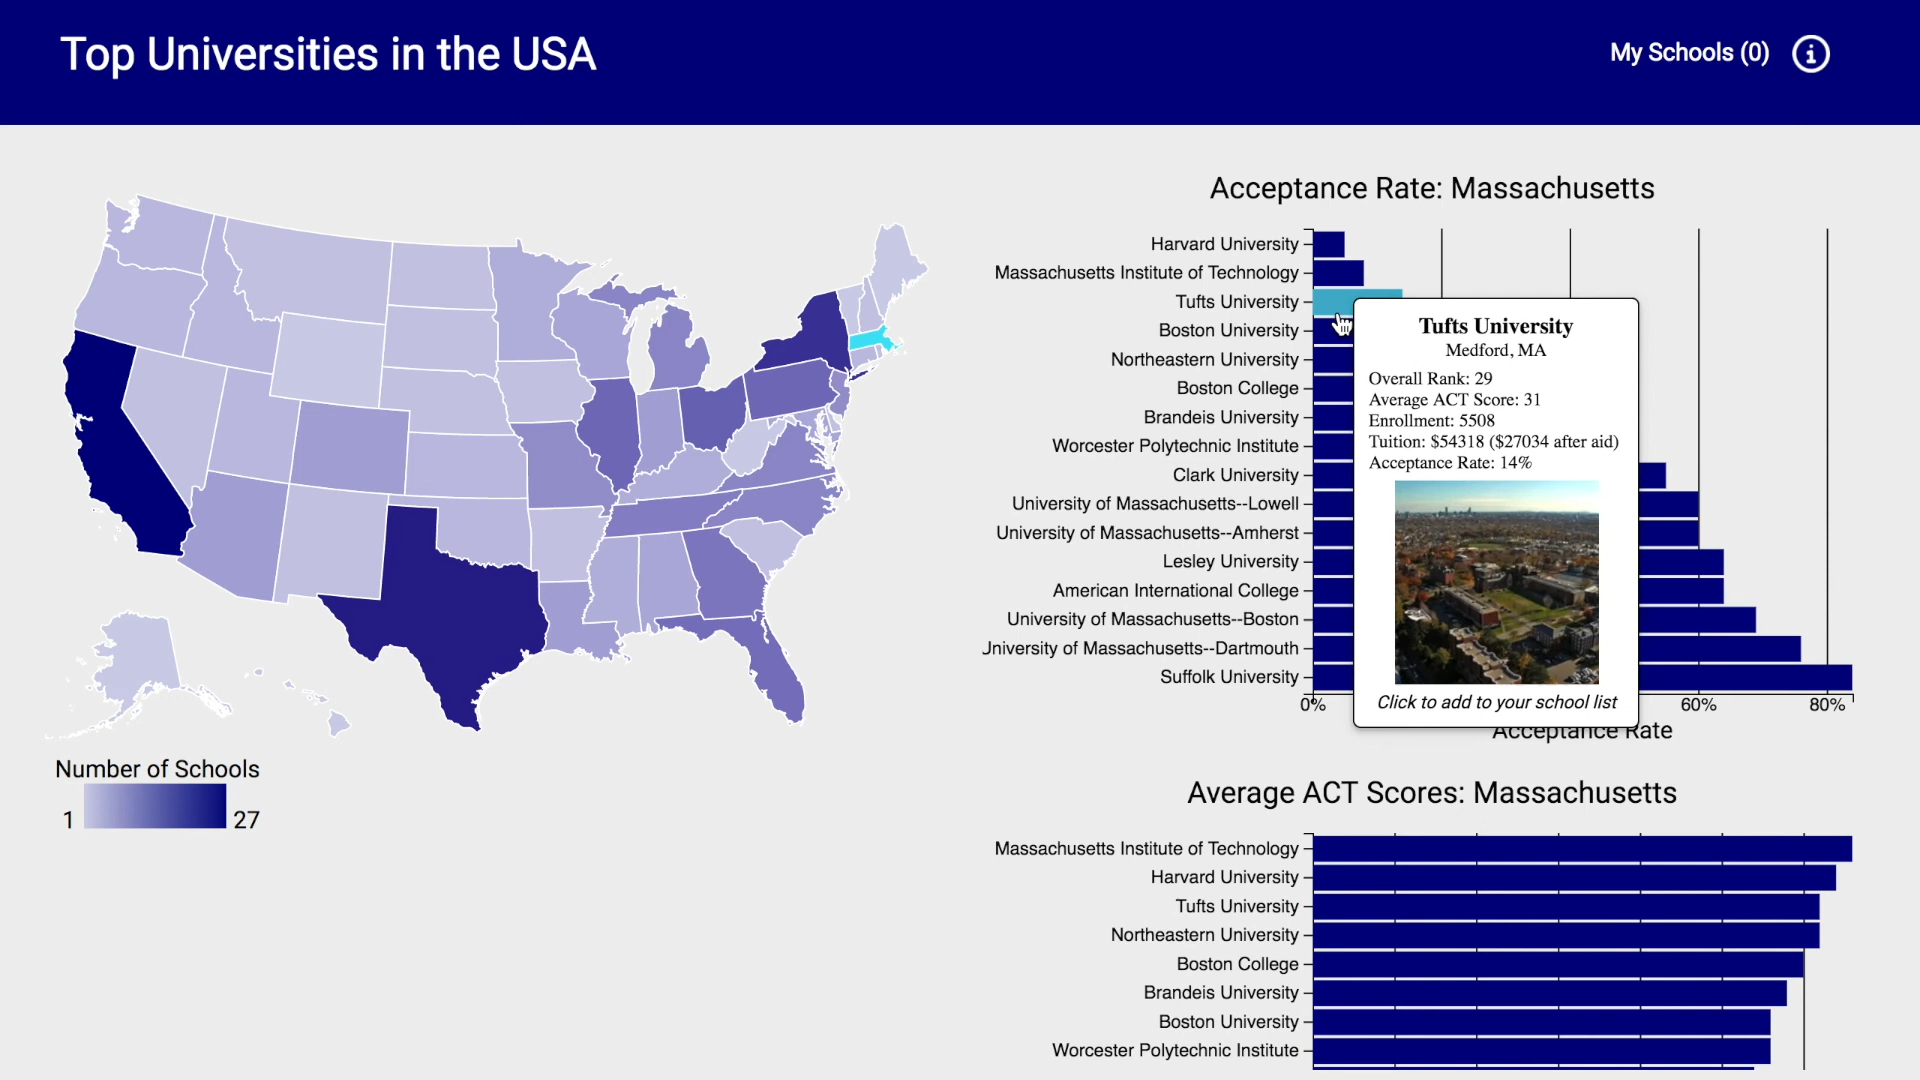 Top Universities in the USA
My Schools (0)
Acceptance Rate: Massachusetts
Harvard University
Massachusetts Institute of Technology
Tufts University
Boston University
Northeastern University
Boston College
Brandeis University
Worcester Polytechnic Institute
Clark University
University of Massachusetts--Lowell
University of Massachusetts--Amherst
Lesley University
American International College
University of Massachusetts--Boston
University of Massachusetts--Dartmouth
Suffolk University
0%
60%
80%
Acceptance Rate
Tufts University
Medford, MA
Overall Rank: 29
Average ACT Score: 31
Enrollment: 5508
Tuition: $54318 ($27034 after aid)
Acceptance Rate: 14%
Click to add to your school list
Number of Schools
1
27
Average ACT Scores: Massachusetts
Massachusetts Institute of Technology
Harvard University
Tufts University
Northeastern University
Boston College
Brandeis University
Boston University
Worcester Polytechnic Institute